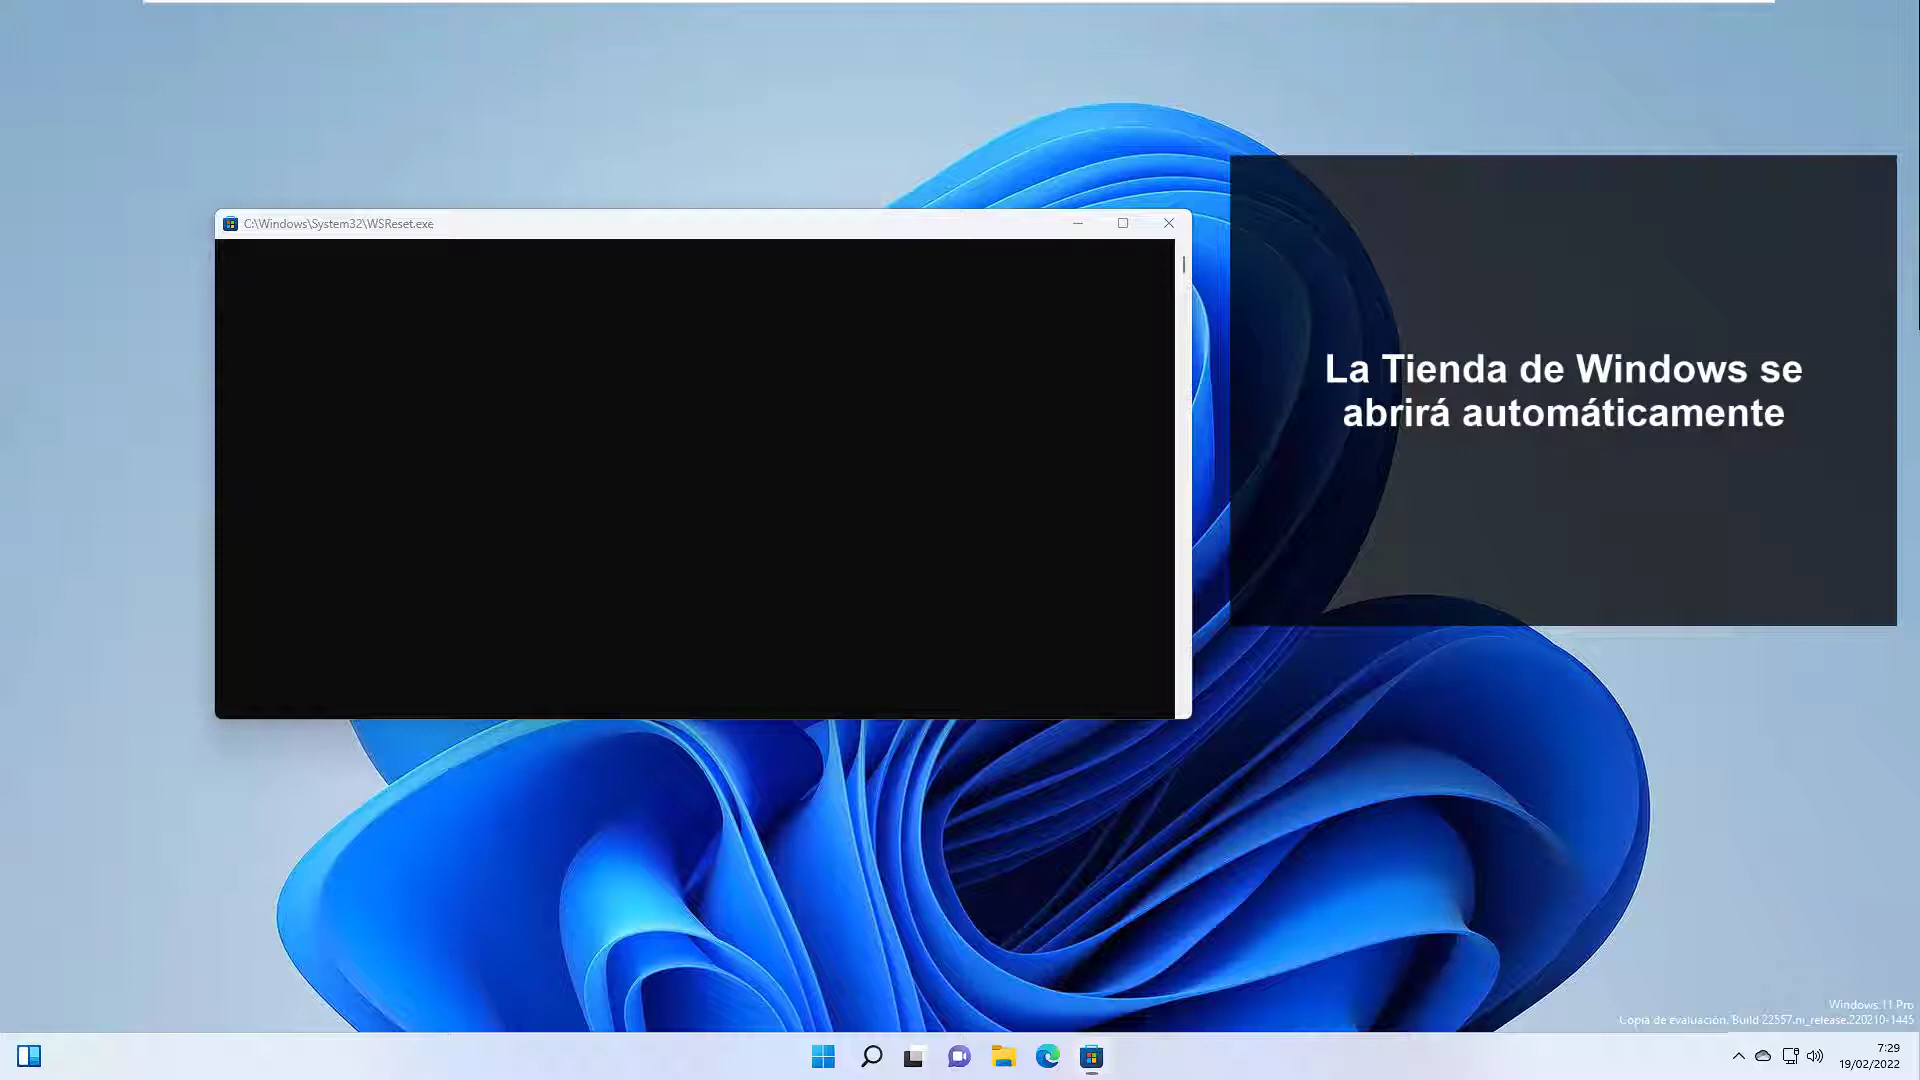 C:\Windows\System32\WSReset.exe
La Tienda de Windows se
abrirá automáticamente
Windows 11 Pro
Copia de evaluación. Build 22557.ni_release.220210-1445
7:29
19/02/2022